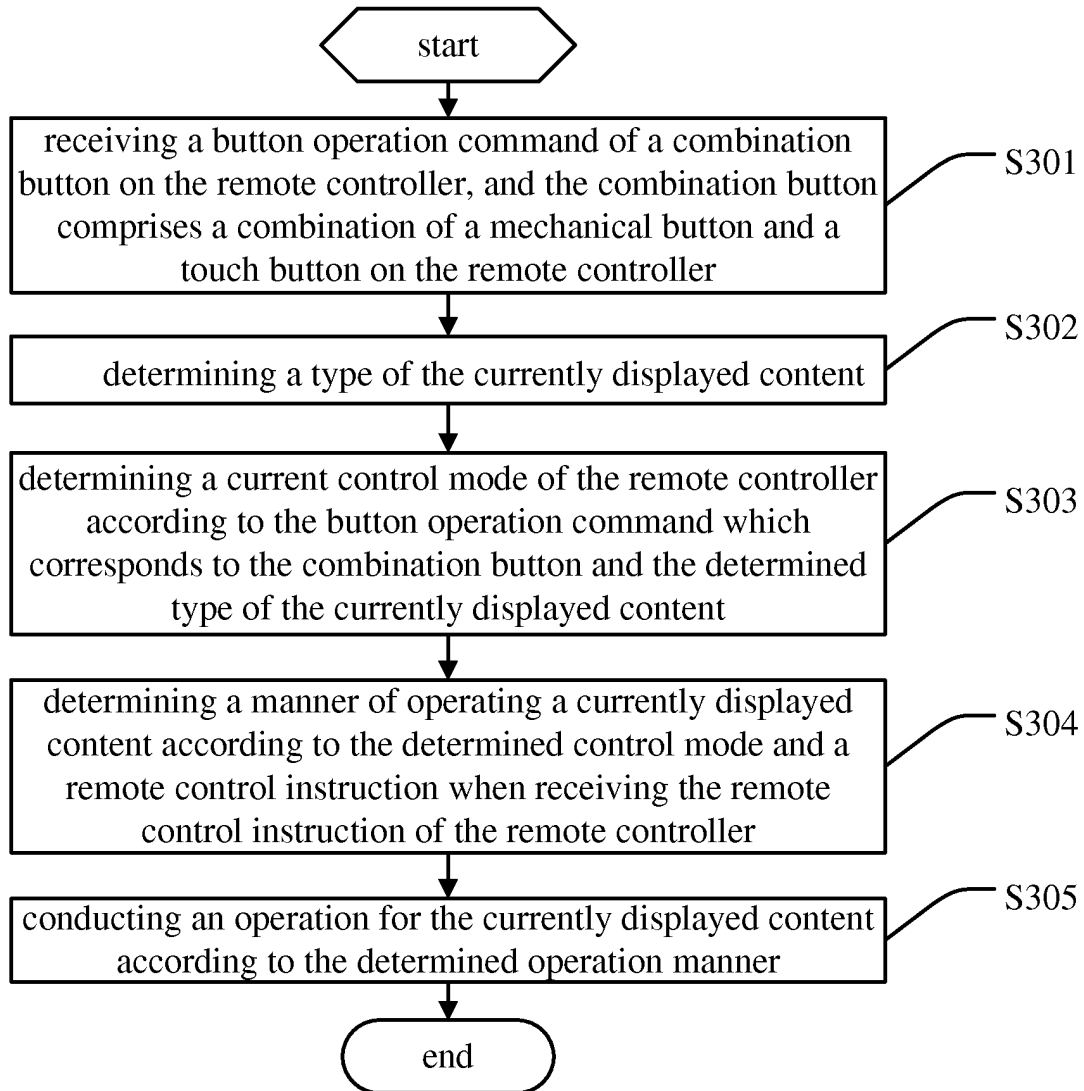 start
receiving a button operation command of a combination
button on the remote controller, and the combination button
comprises a combination of a mechanical button and a
touch button on the remote controller
S301
determining a type of the currently displayed content
S302
determining a current control mode of the remote controller
according to the button operation command which
corresponds to the combination button and the determined
type of the currently displayed content
S303
determining a manner of operating a currently displayed
content according to the determined control mode and a
remote control instruction when receiving the remote
control instruction of the remote controller
S304
conducting an operation for the currently displayed content
according to the determined operation manner
S305
end